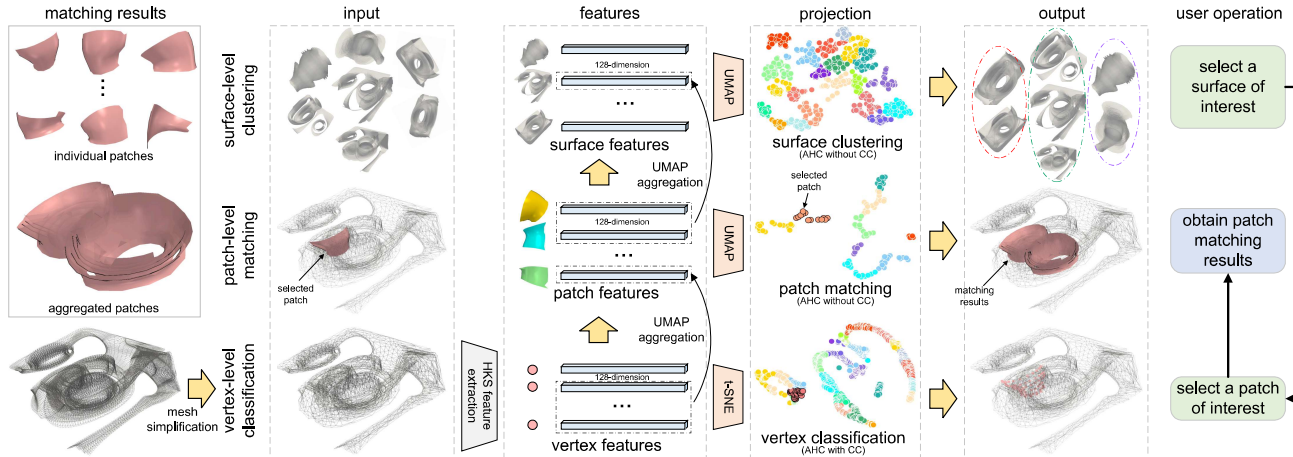 matching results
input
features
projection
output
user operation
surface-level
clustering
individual patches
128-dimension
surface features
UMAP
surface clustering
(AHC without CC)
select a
surface of
interest
UMAP
aggregation
patch-level
matching
aggregated patches
selected
patch
128-dimension
patch features
UMAP
selected
patch
patch matching
(AHC without CC)
matching
results
obtain patch
matching
results
UMAP
aggregation
mesh
simplification
vertex-level
classification
HKS feature
extraction
128-dimension
vertex features
t-SNE
vertex classification
(AHC with CC)
select a patch
of interest